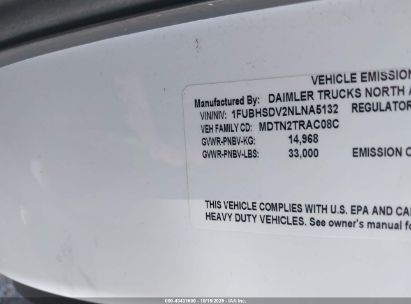 VEHICLE EMISSION
Manufactured By: DAIMLER TRUCKS NORTH A
VIN/NIV: 1FUBHSDV2NLNA5132 REGULATOR
VEH FAMILY CD: MDTN2TRAC08C
GVWR-PNBV-KG: 14,968
GVWR-PNBV-LBS: 33,000 EMISSION C
THIS VEHICLE COMPLIES WITH U.S. EPA AND CA
HEAVY DUTY VEHICLES. See owner's manual fo